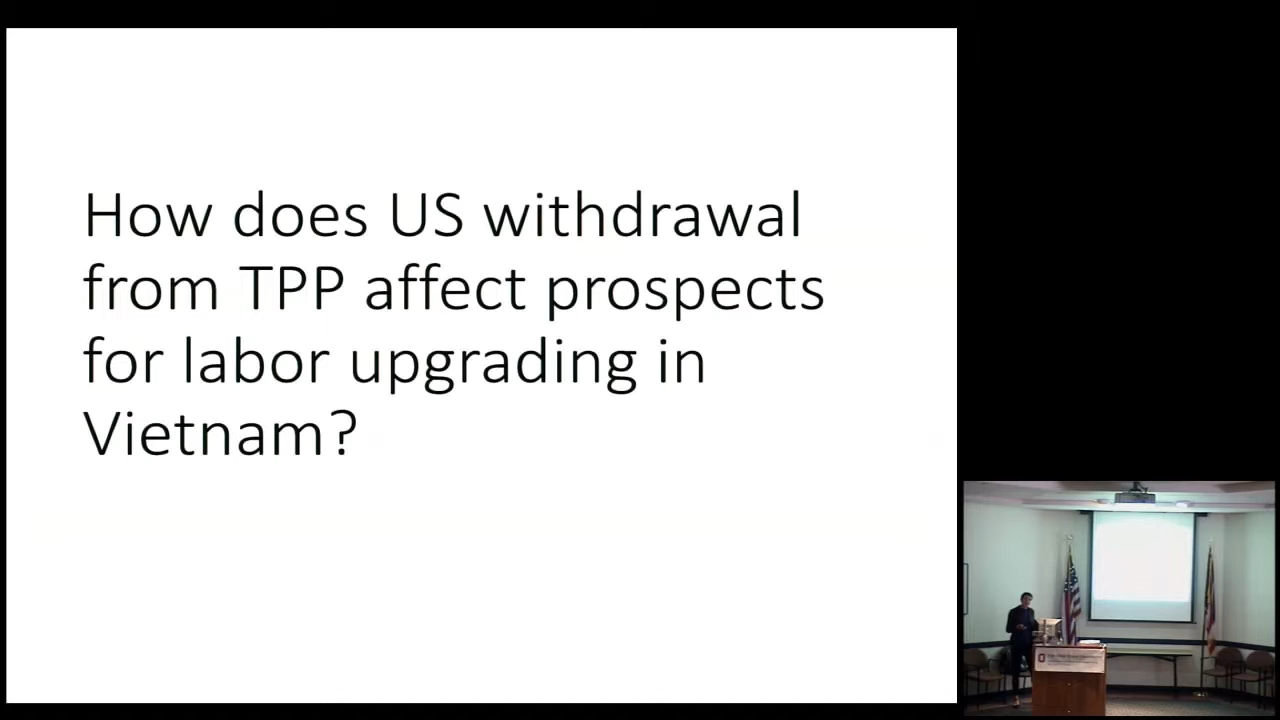 How does US withdrawal
from TPP affect prospects
for labor upgrading in
Vietnam?